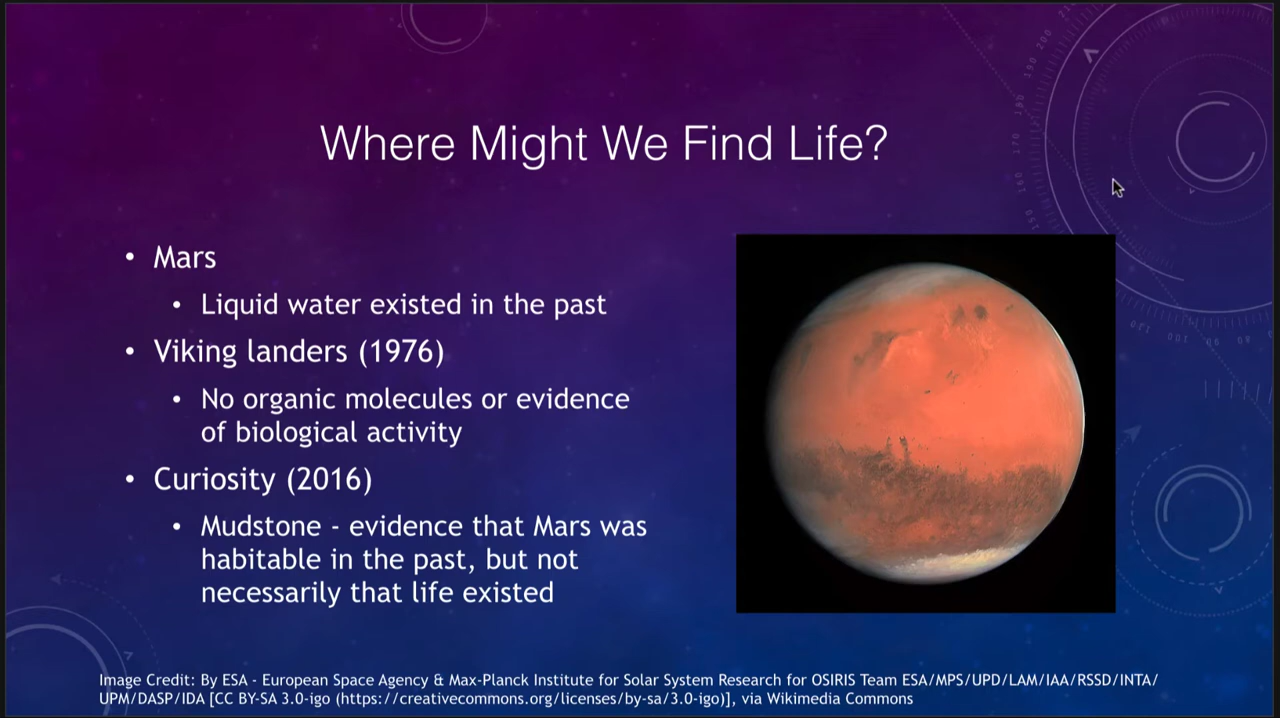 Where Might We Find Life?
• Mars
• Liquid water existed in the past
• Viking landers (1976)
• No organic molecules or evidence
of biological activity
• Curiosity (2016)
• Mudstone - evidence that Mars was
habitable in the past, but not
necessarily that life existed
Image Credit: By ESA - European Space Agency & Max-Planck Institute for Solar System Research for OSIRIS Team ESA/MPS/UPD/LAM/IAA/RSSD/INTA/
UPM/DASP/IDA [CC BY-SA 3.0-igo (https://creativecommons.org/licenses/by-sa/3.0-igo)], via Wikimedia Commons